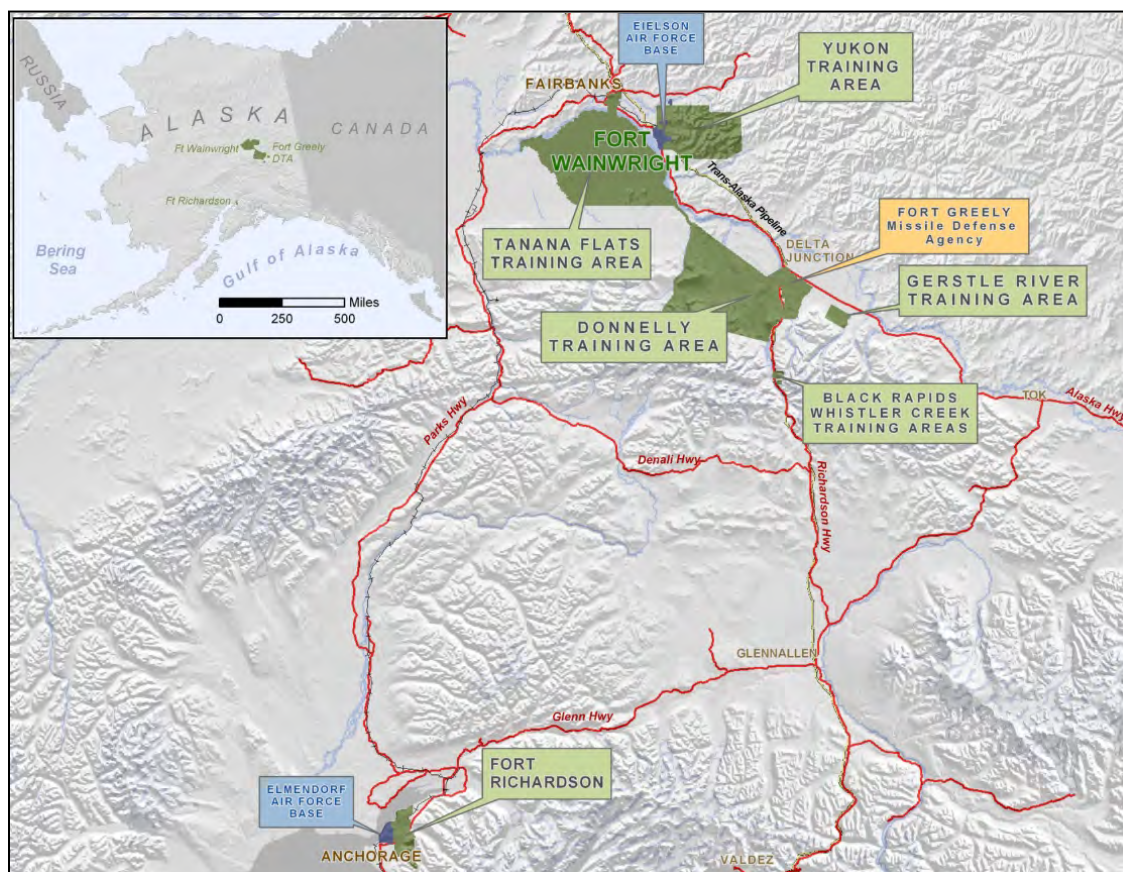 RUSSIA
ALASKA
CANADA
Ft Wainwright
Fort Greely
DTA
Ft Richardson
Bering
Sea
Gulf of Alaska
Miles
0 250 500
EIELSON
AIR FORCE
BASE
YUKON
TRAINING
AREA
FAIRBANKS
FORT
WAINWRIGHT
Trans-Alaska Pipeline
TANANA FLATS
TRAINING AREA
DELTA
JUNCTION
FORT GREELY
Missile Defense
Agency
GERSTLE RIVER
TRAINING AREA
DONNELLY
TRAINING AREA
BLACK RAPIDS
WHISTLER CREEK
TRAINING AREAS
TOK
Alaska Hwy
Parks Hwy
Denali Hwy
Richardson Hwy
GLENNALLEN
Glenn Hwy
FORT
RICHARDSON
ELMENDORF
AIR FORCE
BASE
ANCHORAGE
VALDEZ